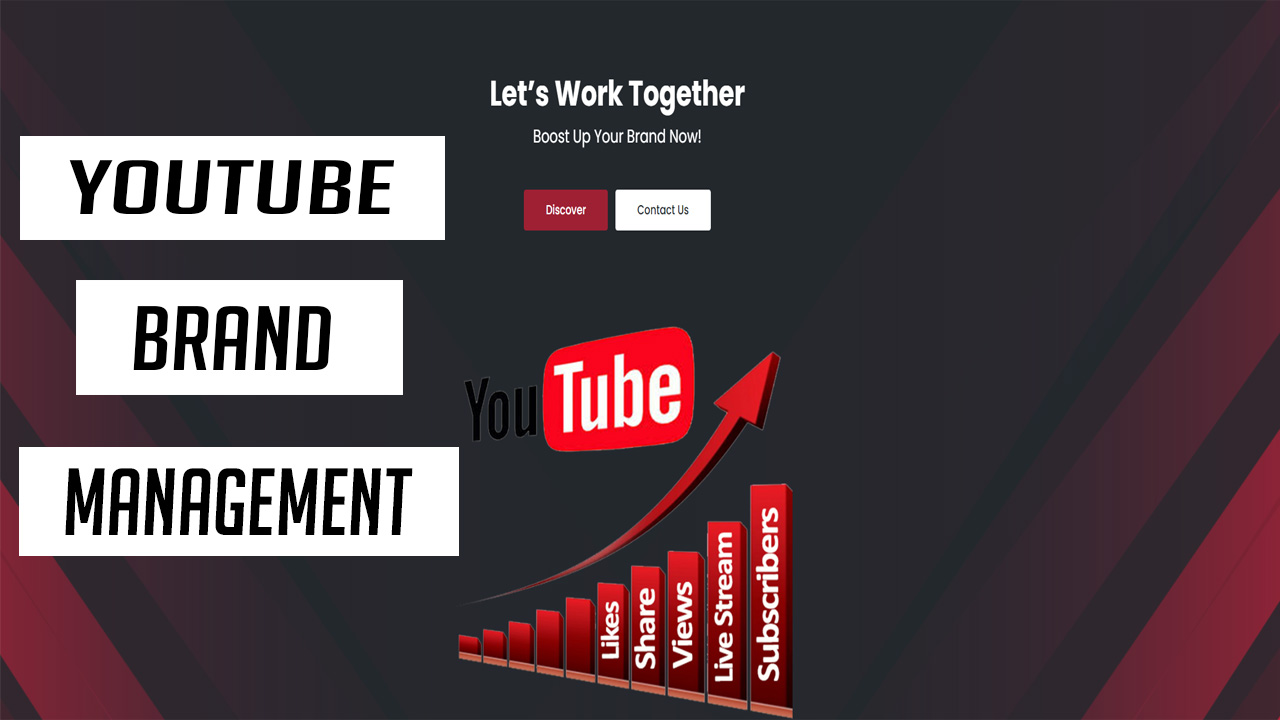 Let's Work Together
Boost Up Your Brand Now!
Discover
Contact Us
YOUTUBE
BRAND
MANAGEMENT
YouTube
Likes
Share
Views
Live Stream
Subscribers